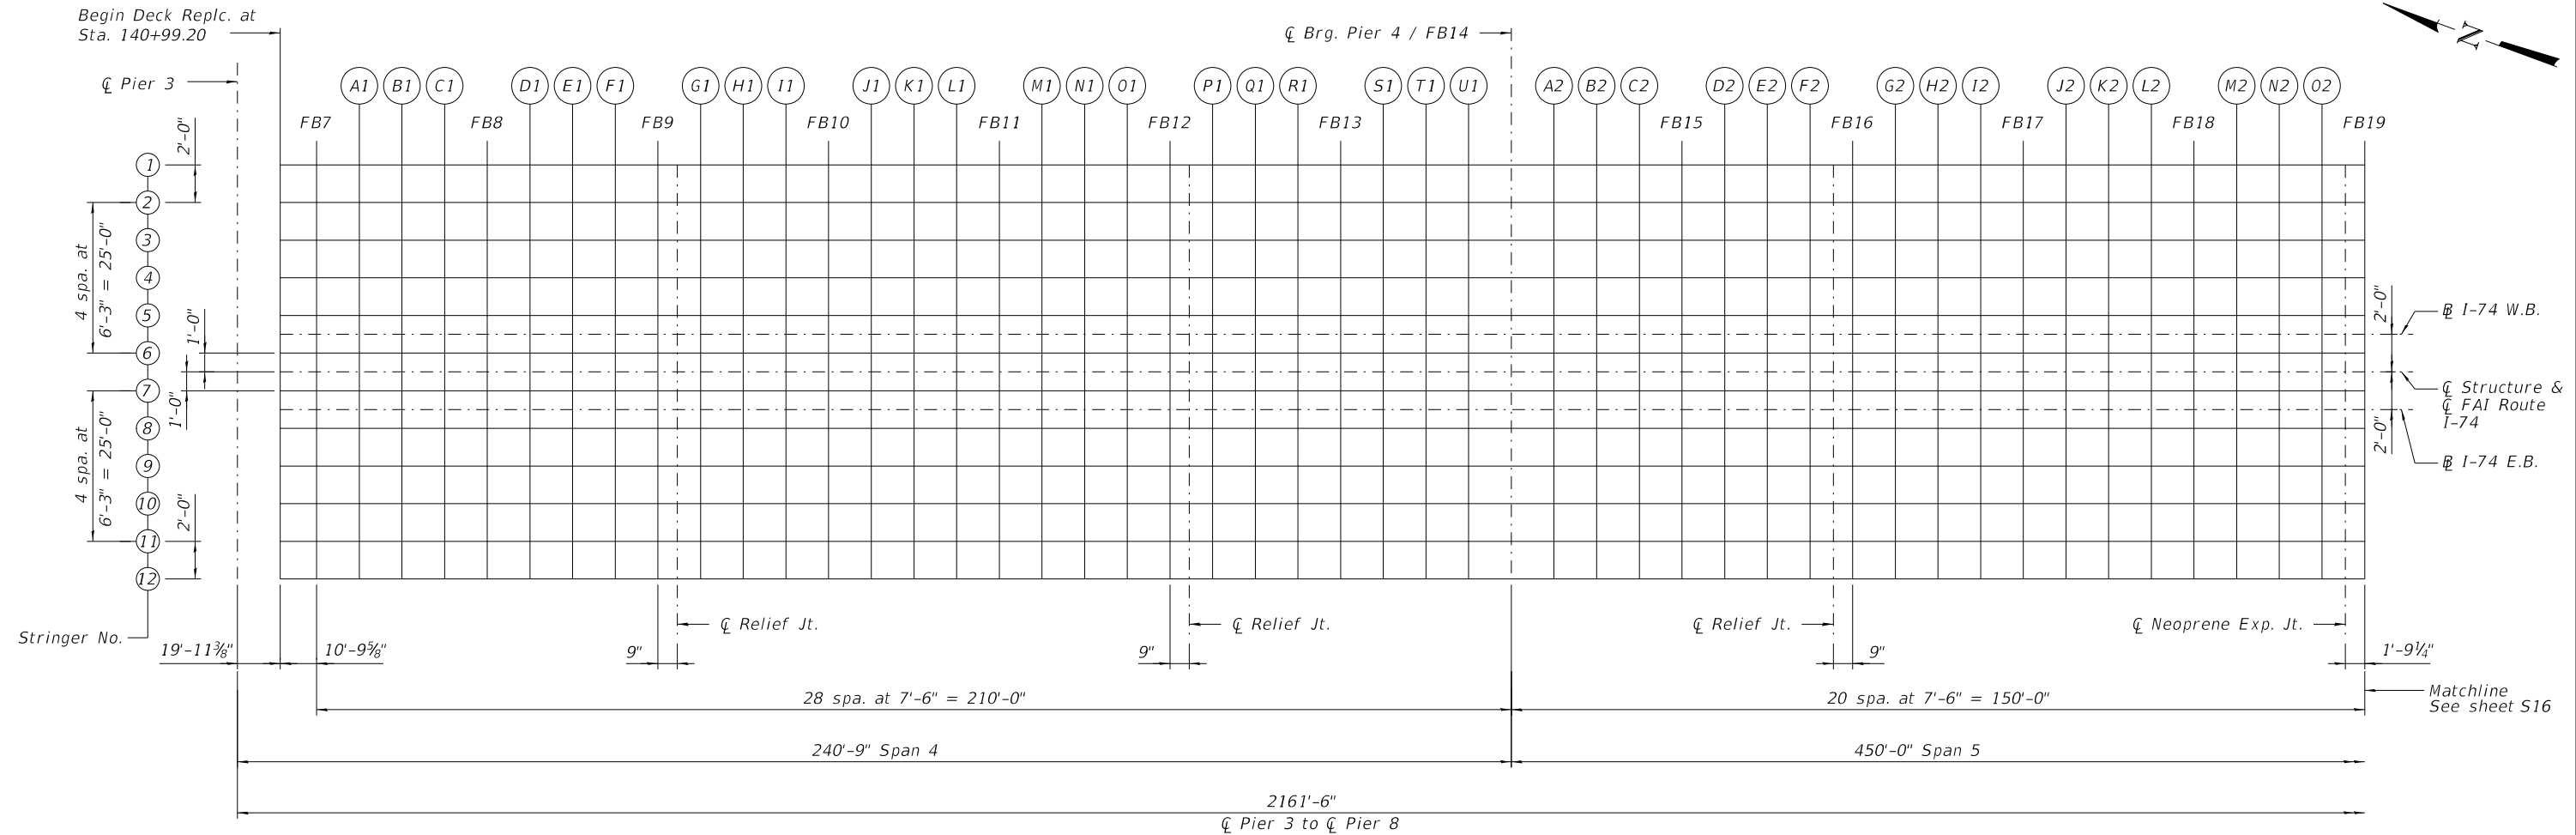 Begin Deck Replc. at
Sta. 140+99.20
℄ Brg. Pier 4 / FB14
N
℄ Pier 3
A1 B1 C1 D1 E1 F1 G1 H1 I1 J1 K1 L1 M1 N1 O1 P1 Q1 R1 S1 T1 U1 A2 B2 C2 D2 E2 F2 G2 H2 I2 J2 K2 L2 M2 N2 O2
FB7 FB8 FB9 FB10 FB11 FB12 FB13 FB15 FB16 FB17 FB18 FB19
2'-0"
1
2
3
4
5
6
7
8
9
10
11
12
4 spa. at
6'-3" = 25'-0"
1'-0"
1'-0"
4 spa. at
6'-3" = 25'-0"
2'-0"
2'-0"
2'-0"
BL I-74 W.B.
℄ Structure &
℄ FAI Route
I-74
BL I-74 E.B.
Stringer No.
℄ Relief Jt.
℄ Relief Jt.
℄ Relief Jt.
℄ Neoprene Exp. Jt.
19'-11⅜"
10'-9⅝"
9"
9"
9"
1'-9¼"
28 spa. at 7'-6" = 210'-0"
20 spa. at 7'-6" = 150'-0"
Matchline
See sheet S16
240'-9" Span 4
450'-0" Span 5
2161'-6"
℄ Pier 3 to ℄ Pier 8